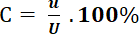 C = u/U .100%